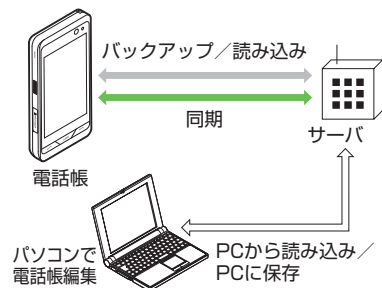 バックアップ／読み込み
同期
サーバ
電話帳
パソコンで
電話帳編集
PCから読み込み／
PCに保存